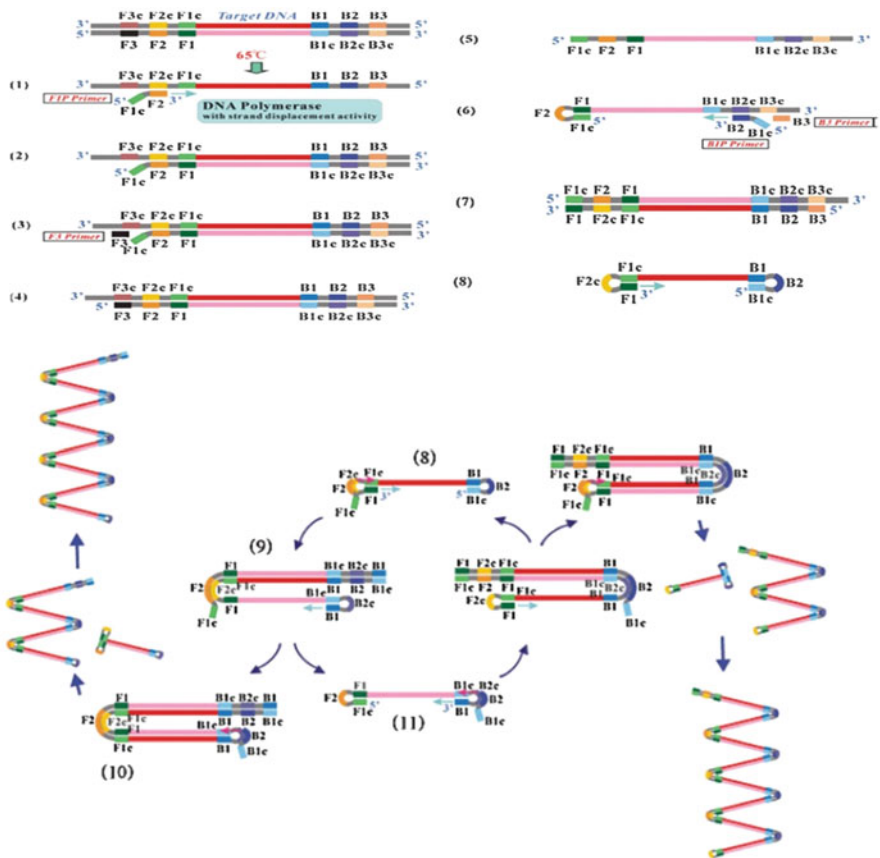 3’ F3c F2c F1c Target DNA B1 B2 B3 5’
5’ F3 F2 F1 B1c B2c B3c 3’
65℃
(1) 3’ F3c F2c F1c B1 B2 B3 5’
FIP Primer 5’ F2 3’
F1c
DNA Polymerase
with strand displacement activity
(2) 3’ F3c F2c F1c B1 B2 B3 5’
5’ F1c F2 F1 B1c B2c B3c 3’
(3) 3’ F3c F2c F1c B1 B2 B3 5’
F3 Primer F3 F1c F2 F1 B1c B2c B3c 3’
(4) 3’ F3c F2c F1c B1 B2 B3 5’
5’ F3 F2 F1 B1c B2c B3c 3’
(5) 5’ F1c F2 F1 B1c B2c B3c 3’
(6) F2 F1 B1c B2c B3c 3’
F1c 5’ 3’ B2 B1c 5’ B3 B3 Primer
BIP Primer
(7) 5’ F1c F2 F1 B1c B2c B3c 3’
3’ F1 F2c F1c B1 B2 B3 5’
(8) F2c F1c B1 B2
F1 3’ 5’ B1c
(8)
F2c F1c B1
F2 B2
F1c F1 3’ 5’ B1c
F1 F2c F1c B1
F1c F2 F1 F1c B1c B2c B1 B2
F2 F2c
F1c F1 B1c
(9)
F1 B1c B2c B1
F2 F2c F1c B1 B2 B1c
F1c F1 B1c B1 B2c
F1 F2c F1c B1
F1c F2 F1 B1c B2c B1 B2
F2c F1c
F1 B1c B1c
F1 B1c B2c B1
F2 F2c F1c B1 B2 B1c
F1 B1c B2c B2
F1c B1 B1c
(10)
F1 B1c B2c
F2 B2
F1c 5’ 3’ B1 B1c
(11)